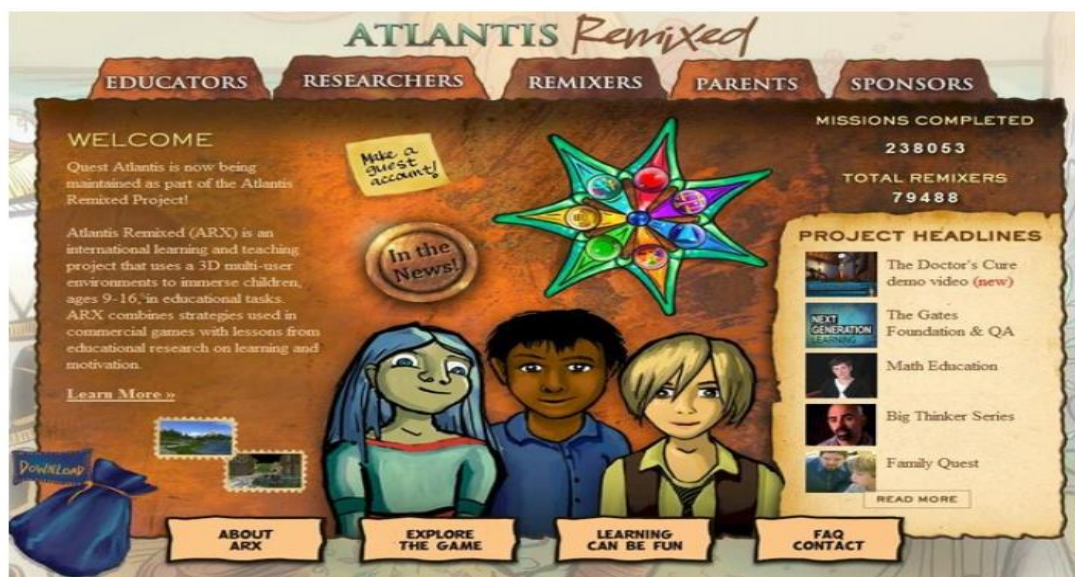 ATLANTIS Remixed
EDUCATORS
RESEARCHERS
REMIXERS
PARENTS
SPONSORS
WELCOME
Quest Atlantis is now being
maintained as part of the Atlantis
Remixed Project!
Atlantis Remixed (ARX) is an
international learning and teaching
project that uses a 3D multi-user
environments to immerse children,
ages 9-16, in educational tasks.
ARX combines strategies used in
commercial games with lessons from
educational research on learning and
motivation.
Learn More »
DOWNLOAD
Make a
guest
account!
In the
News!
MISSIONS COMPLETED
238053
TOTAL REMIXERS
79488
PROJECT HEADLINES
The Doctor's Cure
demo video (new)
NEXT
GENERATION
LEARNING
The Gates
Foundation & QA
Math Education
Big Thinker Series
Family Quest
READ MORE
ABOUT
ARX
EXPLORE
THE GAME
LEARNING
CAN BE FUN
FAQ
CONTACT